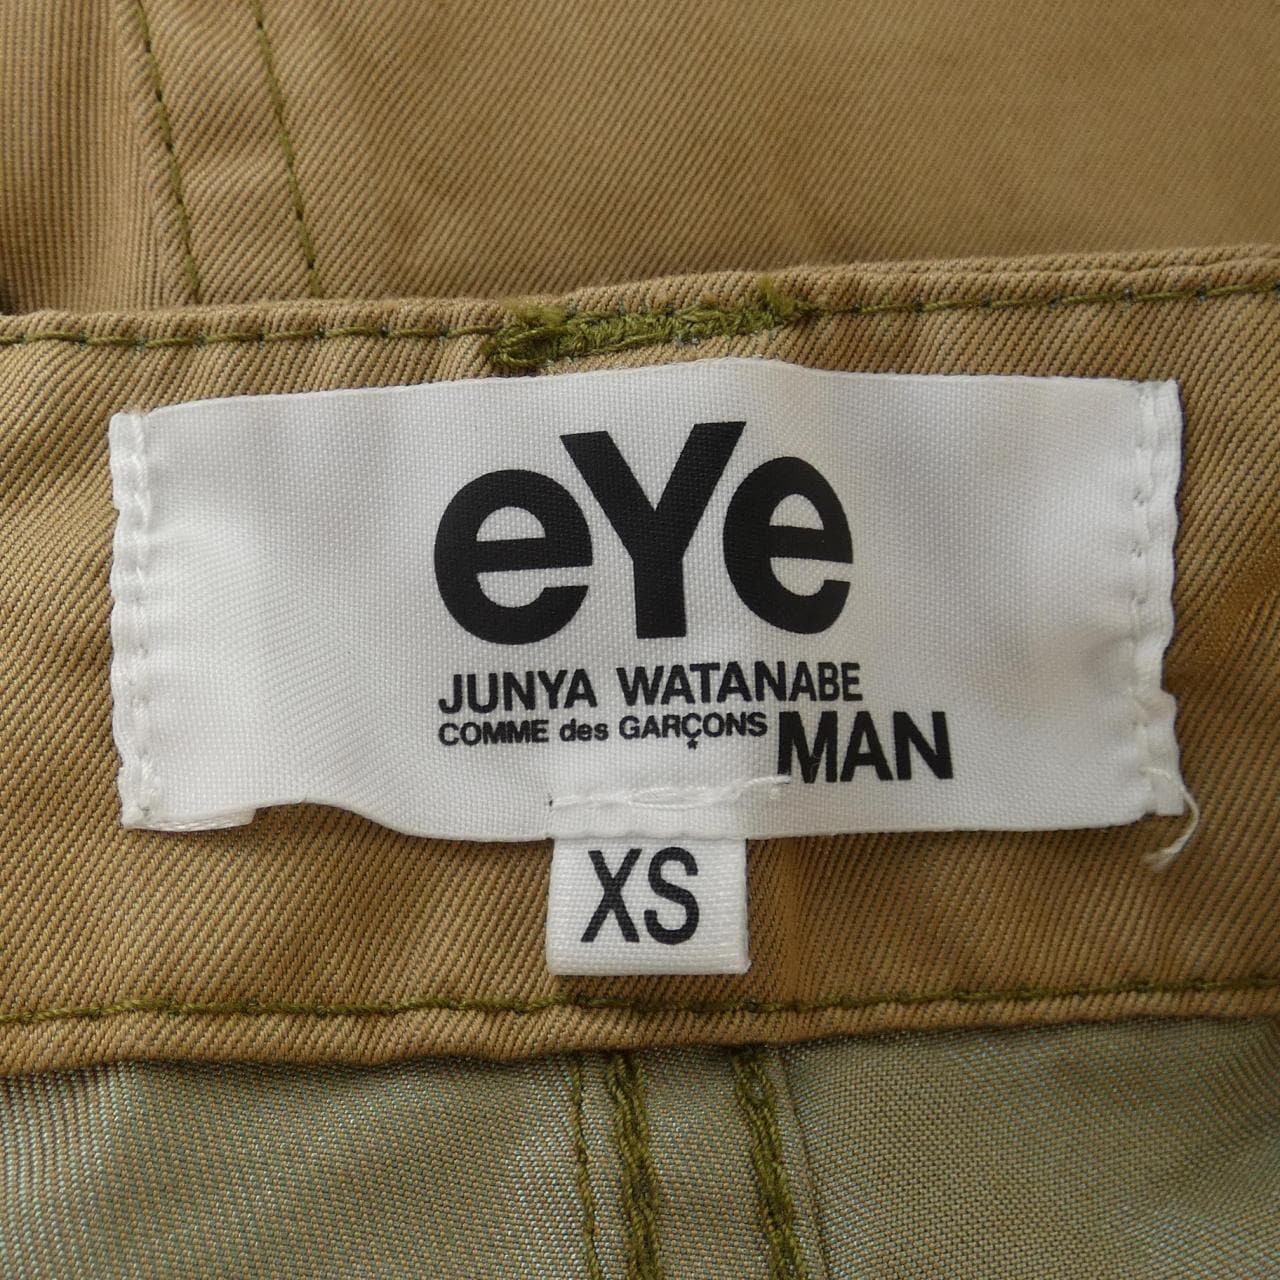 eYe
JUNYA WATANABE
COMME des GARÇONS MAN
XS